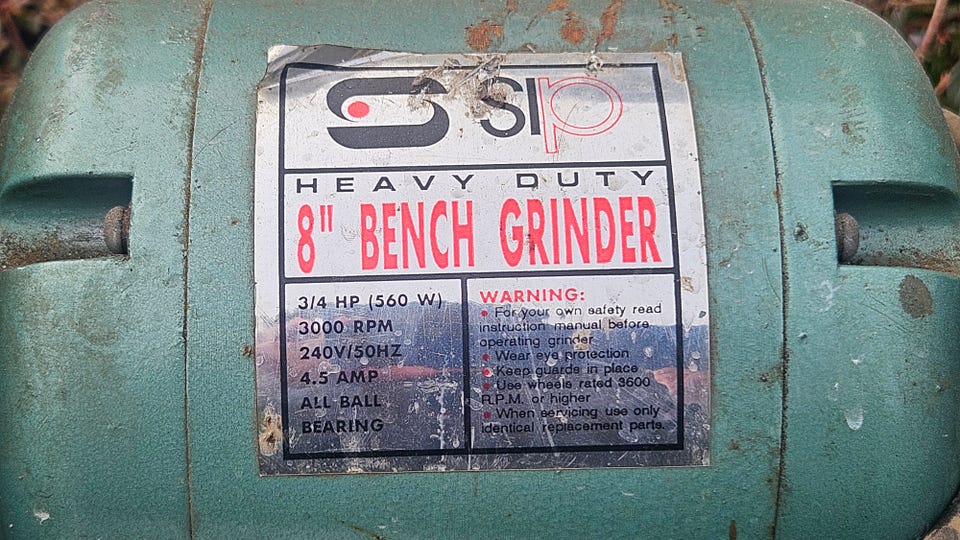 SIP
HEAVY DUTY
8" BENCH GRINDER
3/4 HP (560 W)
3000 RPM
240V/50HZ
4.5 AMP
ALL BALL
BEARING
WARNING:
• For your own safety read
instruction manual before
operating grinder
• Wear eye protection
• Keep guards in place
• Use wheels rated 3600
R.P.M. or higher
• When servicing use only
identical replacement parts.